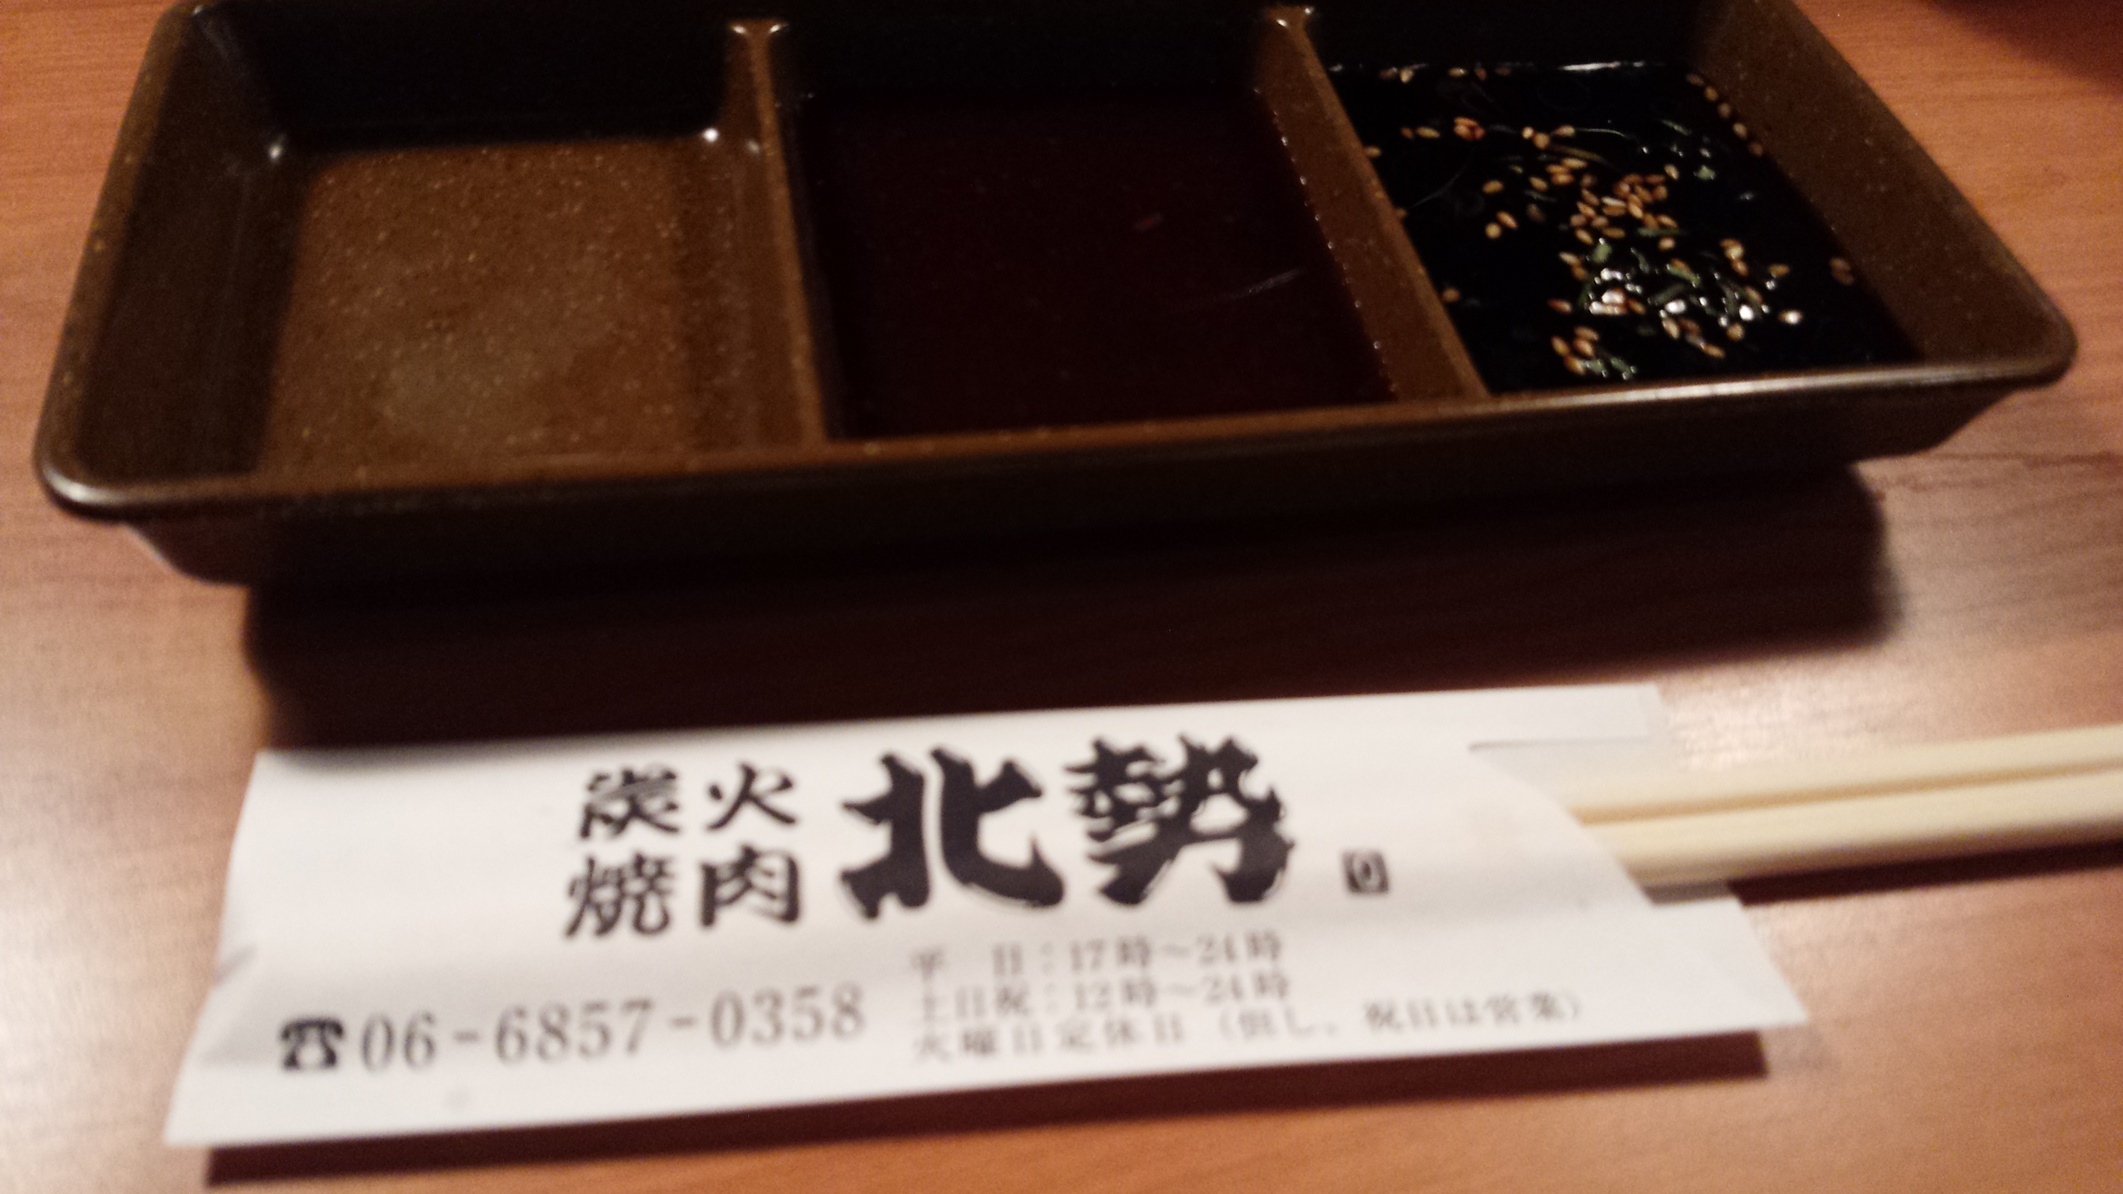 炭火
焼肉
北勢
☎06-6857-0358
平　日：17時～24時
土日祝：12時～24時
火曜日定休日（但し、祝日は営業）